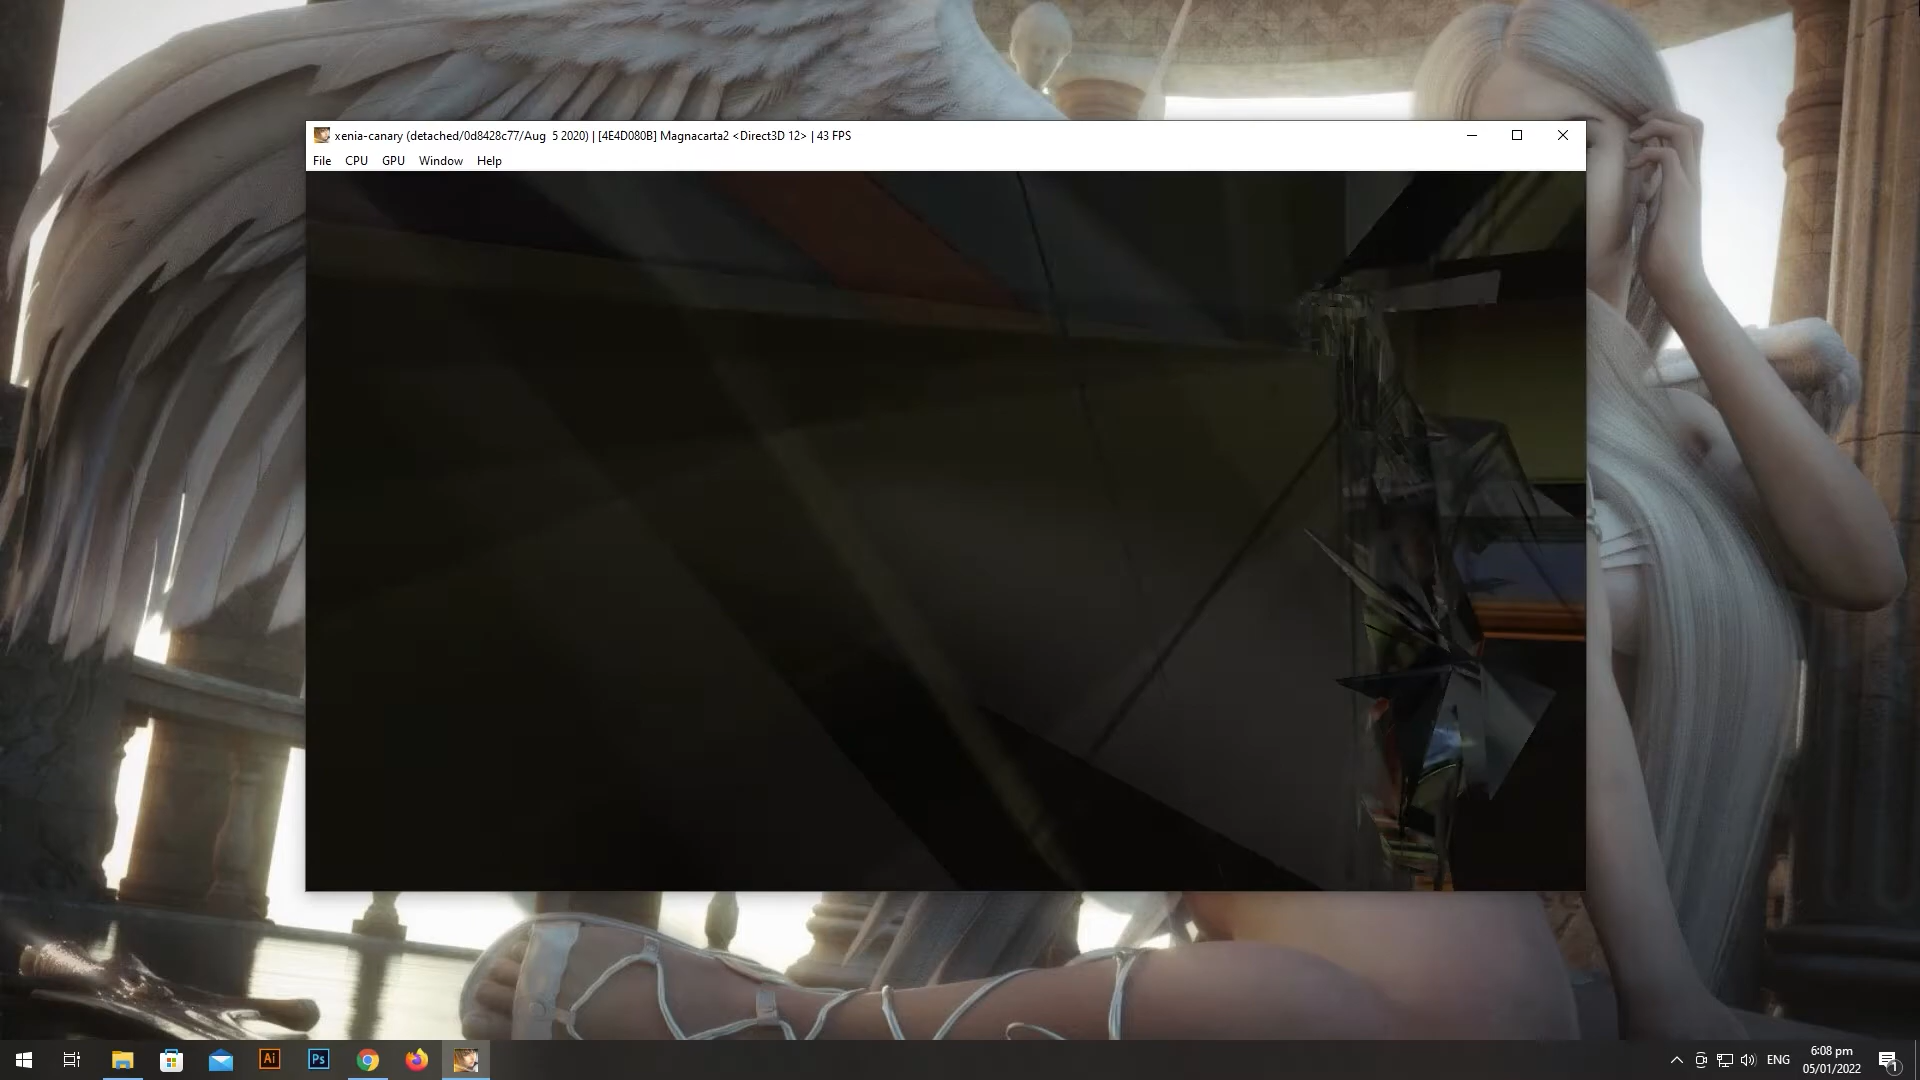 xenia-canary (detached/0d8428c77/Aug  5 2020) | [4E4D080B] Magnacarta2 <Direct3D 12> | 43 FPS
File CPU GPU Window Help
Ai Ps ENG 6:08 pm
05/01/2022 1